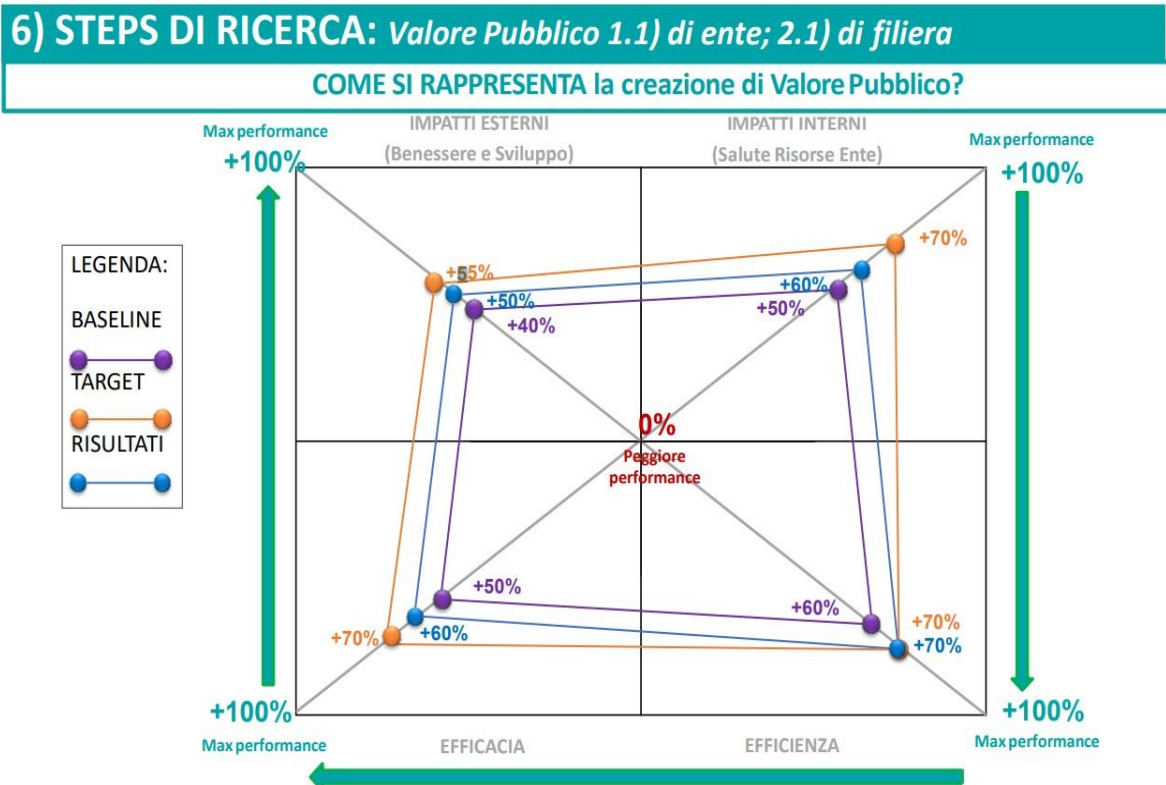 6) STEPS DI RICERCA: Valore Pubblico 1.1) di ente; 2.1) di filiera
COME SI RAPPRESENTA la creazione di Valore Pubblico?
Max performance
+100%
IMPATTI ESTERNI
(Benessere e Sviluppo)
IMPATTI INTERNI
(Salute Risorse Ente)
Max performance
+100%
LEGENDA:
BASELINE
TARGET
RISULTATI
+55%
+50%
+40%
+70%
+60%
+50%
0%
Peggiore
performance
+50%
+60%
+70%
+60%
+70%
+70%
+100%
Max performance
EFFICACIA
EFFICIENZA
+100%
Max performance